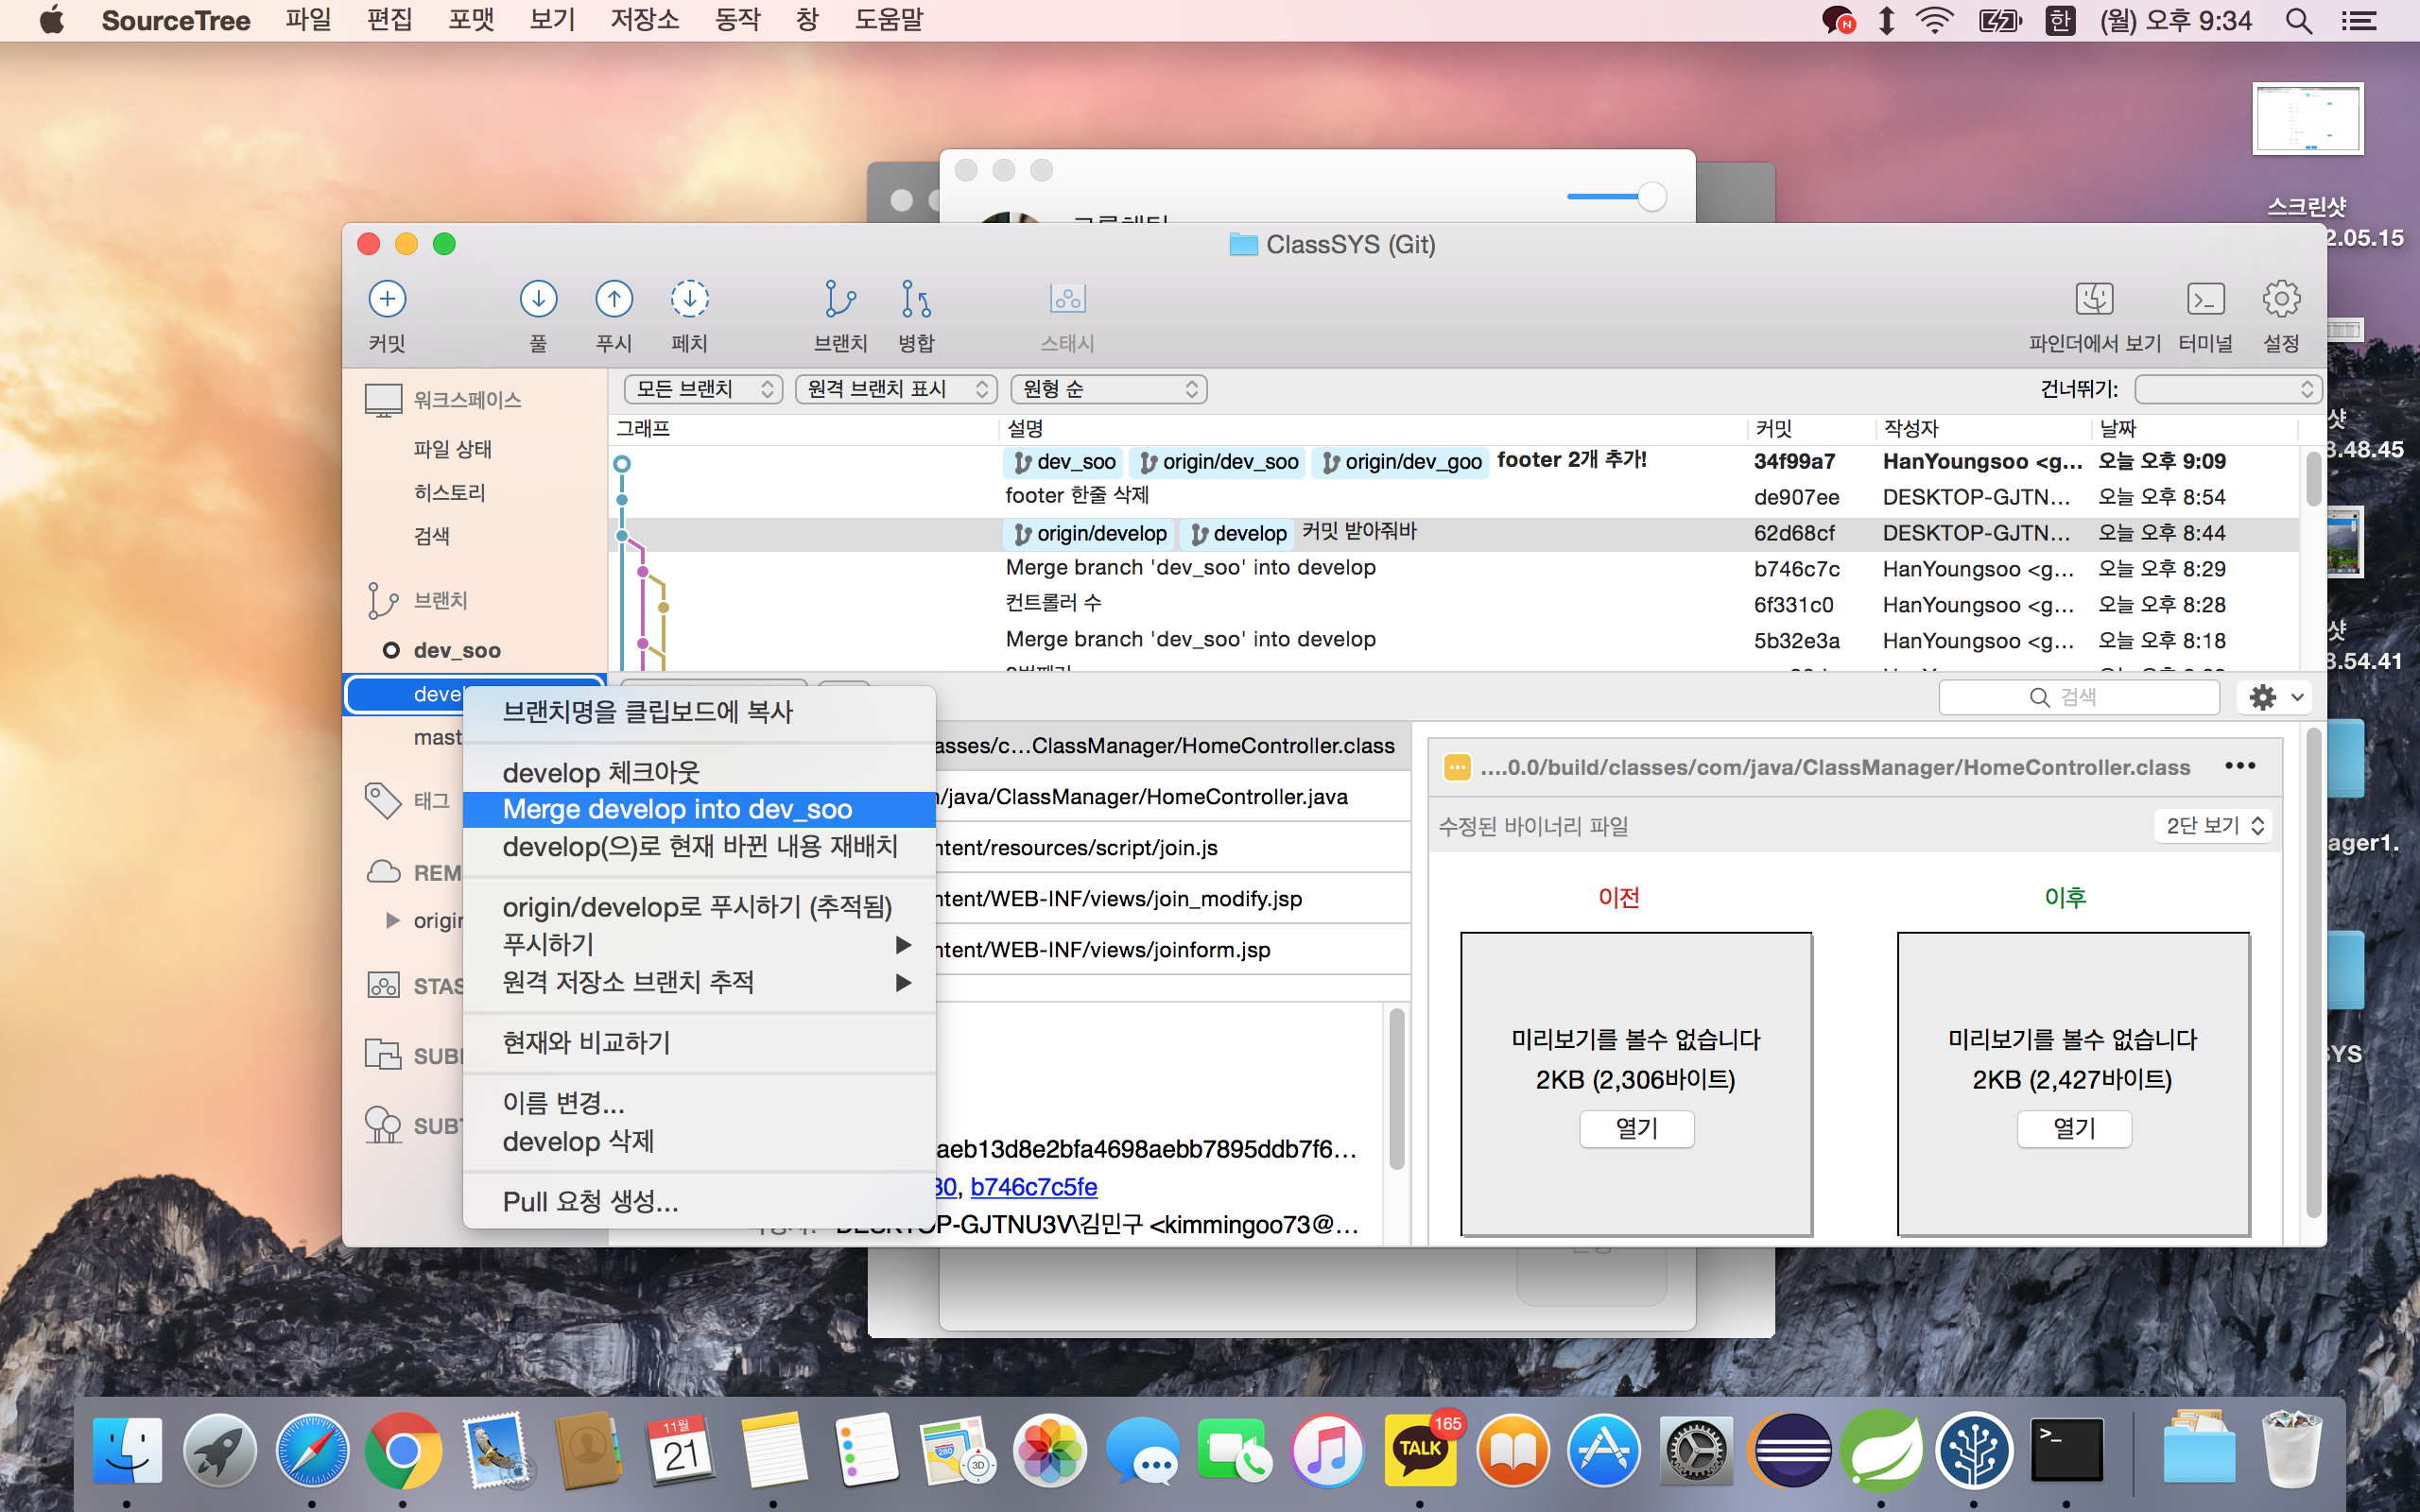 SourceTree 파일 편집 포맷 보기 저장소 동작 창 도움말
한 (월) 오후 9:34
스크린샷
2.05.15
ClassSYS (Git)
커밋 풀 푸시 페치 브랜치 병합 스태시 파인더에서 보기 터미널 설정
모든 브랜치 원격 브랜치 표시 원형 순 건너뛰기:
그래프 설명 커밋 작성자 날짜
dev_soo origin/dev_soo origin/dev_goo footer 2개 추가! 34f99a7 HanYoungsoo <g... 오늘 오후 9:09
footer 한줄 삭제 de907ee DESKTOP-GJTN... 오늘 오후 8:54
origin/develop develop 커밋 받아줘바 62d68cf DESKTOP-GJTN... 오늘 오후 8:44
Merge branch 'dev_soo' into develop b746c7c HanYoungsoo <g... 오늘 오후 8:29
컨트롤러 수 6f331c0 HanYoungsoo <g... 오늘 오후 8:28
Merge branch 'dev_soo' into develop 5b32e3a HanYoungsoo <g... 오늘 오후 8:18
워크스페이스
파일 상태
히스토리
검색
브랜치
dev_soo
deve
mast
태그
REM
origin
STAS
SUB
브랜치명을 클립보드에 복사
develop 체크아웃
Merge develop into dev_soo
develop(으)로 현재 바뀐 내용 재배치
origin/develop로 푸시하기 (추적됨)
푸시하기
원격 저장소 브랜치 추적
현재와 비교하기
이름 변경...
develop 삭제
Pull 요청 생성...
검색
asses/c...ClassManager/HomeController.class
/java/ClassManager/HomeController.java
ntent/resources/script/join.js
ntent/WEB-INF/views/join_modify.jsp
ntent/WEB-INF/views/joinform.jsp
aeb13d8e2bfa4698aebb7895ddb7f6...
30, b746c7c5fe
DESKTOP-GJTNU3V\김민구 <kimmingoo73@...
....0.0/build/classes/com/java/ClassManager/HomeController.class
수정된 바이너리 파일 2단 보기
이전 이후
미리보기를 볼수 없습니다 미리보기를 볼수 없습니다
2KB (2,306바이트) 2KB (2,427바이트)
열기 열기
샷
3.48.45
샷
3.54.41
ager1.
SYS
11월
21
280
3D
TALK
165